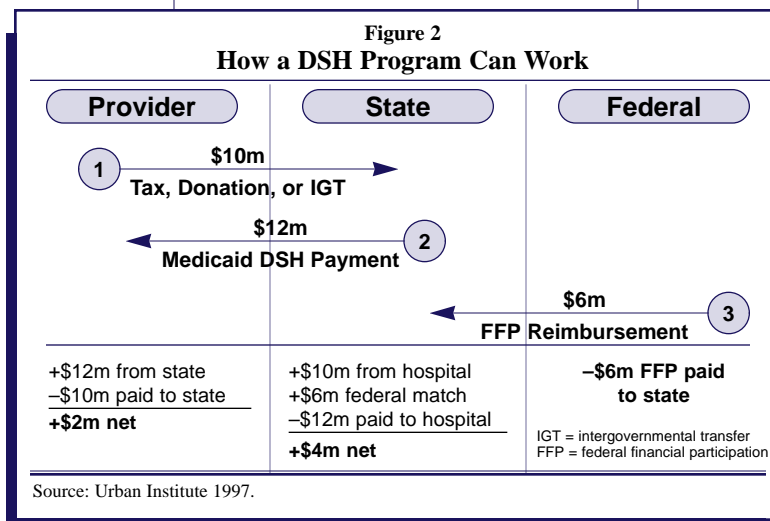 Figure 2
How a DSH Program Can Work
Provider
State
Federal
$10m
1
Tax, Donation, or IGT
$12m
2
Medicaid DSH Payment
$6m
3
FFP Reimbursement
+$12m from state
–$10m paid to state
+$2m net
+$10m from hospital
+$6m federal match
–$12m paid to hospital
+$4m net
–$6m FFP paid
to state
IGT = intergovernmental transfer
FFP = federal financial participation
Source: Urban Institute 1997.